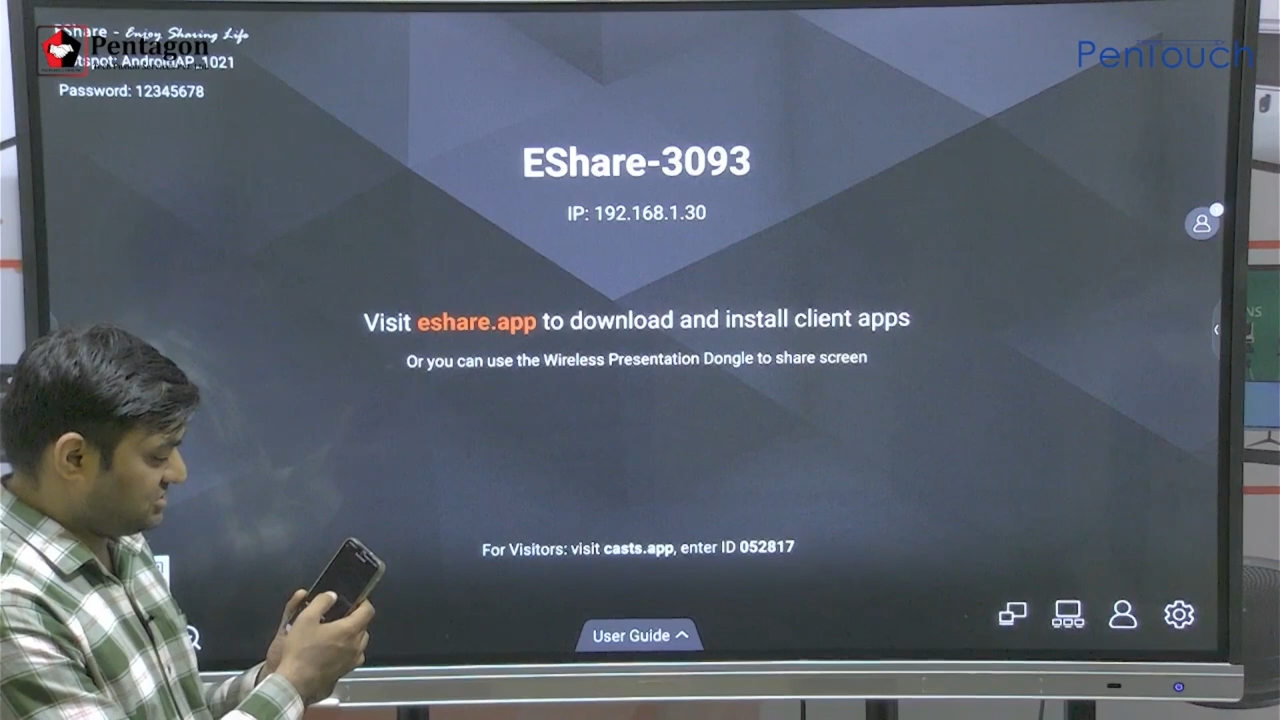 EShare - Enjoy Sharing Life
Pentagon
PenTouch
Hotspot: AndroidAP_1021
Password: 12345678
EShare-3093
IP: 192.168.1.30
Visit eshare.app to download and install client apps
Or you can use the Wireless Presentation Dongle to share screen
For Visitors: visit casts.app, enter ID 052817
User Guide